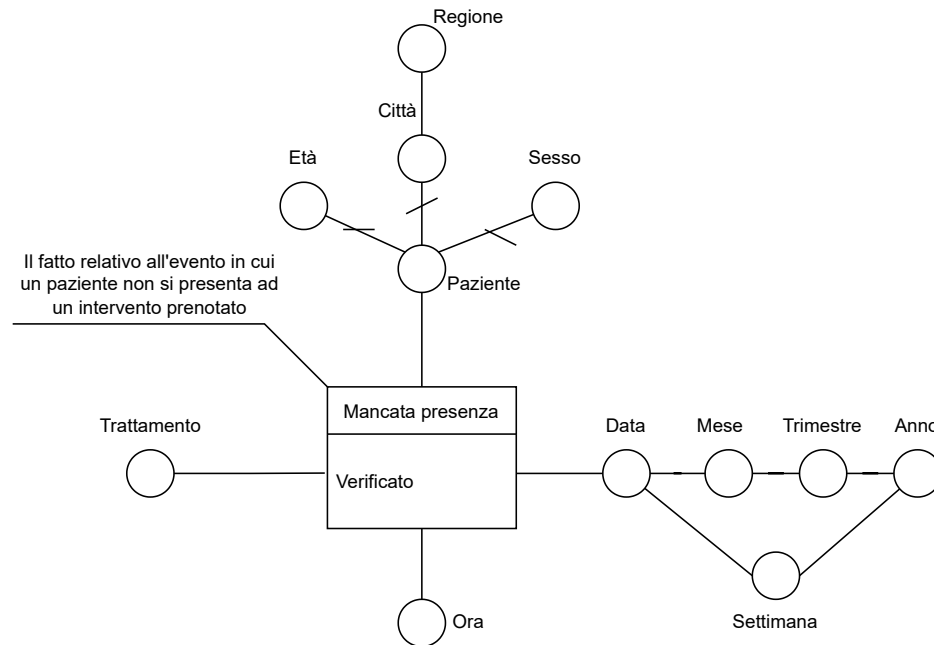 Regione
Città
Età
Sesso
Il fatto relativo all'evento in cui
un paziente non si presenta ad
un intervento prenotato
Paziente
Mancata presenza
Trattamento
Data
Mese
Trimestre
Anno
Verificato
Ora
Settimana